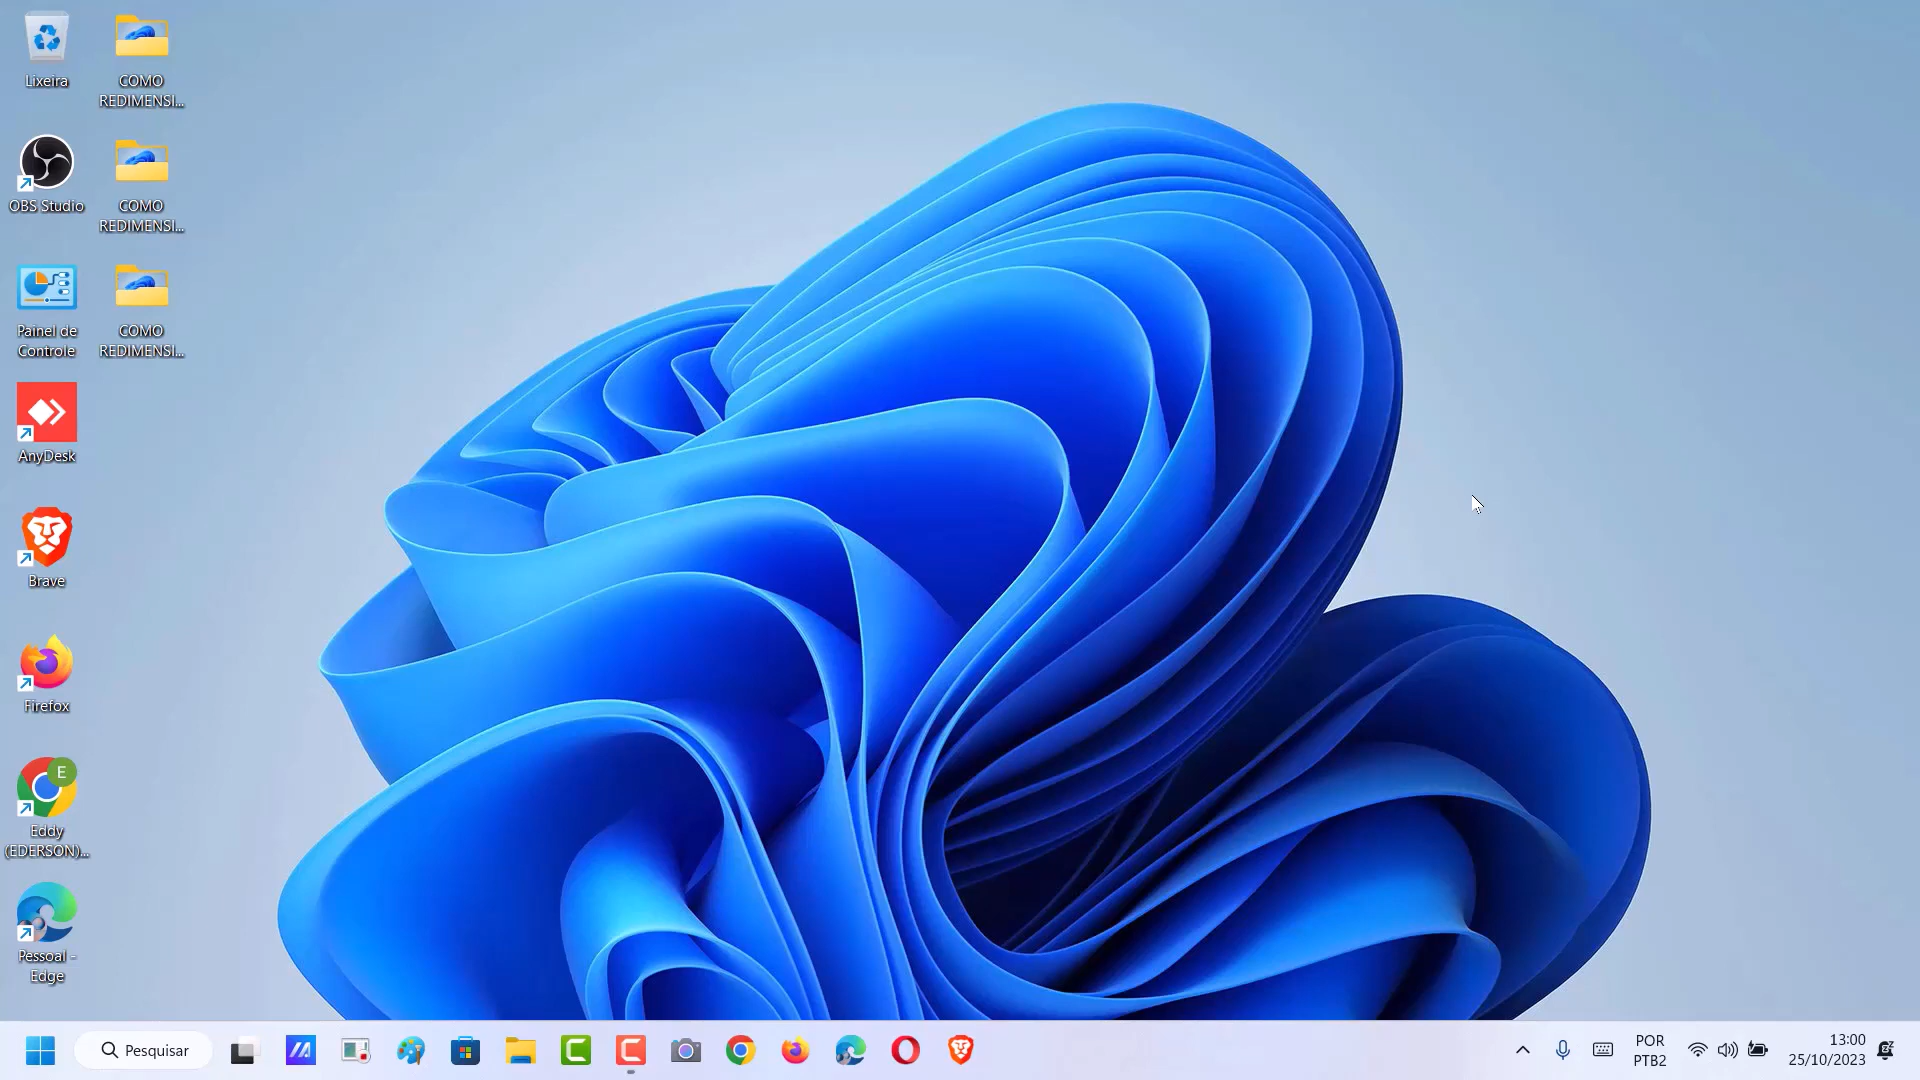 Lixeira
COMO
REDIMENSI...
OBS Studio
COMO
REDIMENSI...
Painel de
Controle
COMO
REDIMENSI...
AnyDesk
Brave
Firefox
E
Eddy
(EDERSON)...
Pessoal -
Edge
Pesquisar
POR
PTB2
13:00
25/10/2023